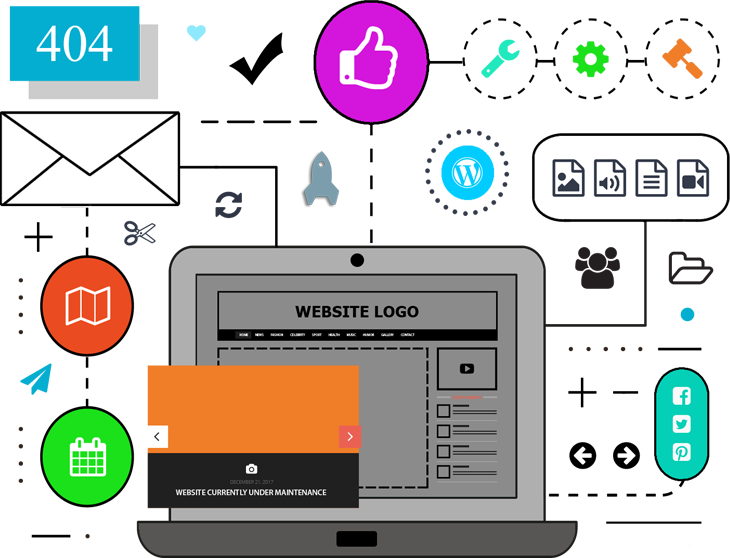 404
WEBSITE LOGO
HOME NEWS FASHION CELEBRITY SPORT HEALTH MUSIC HUMOR GALLERY CONTACT
DECEMBER 21, 2017
WEBSITE CURRENTLY UNDER MAINTENANCE